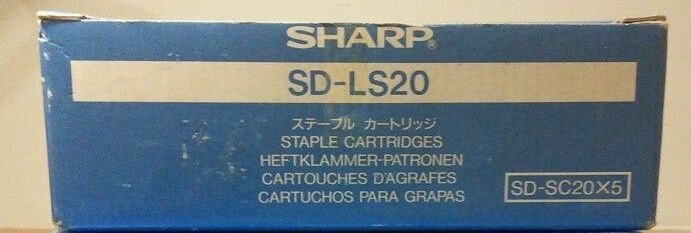 SHARP®
SD-LS20
ステープル カートリッジ
STAPLE CARTRIDGES
HEFTKLAMMER-PATRONEN
CARTOUCHES D'AGRAFES
CARTUCHOS PARA GRAPAS
SD-SC20×5